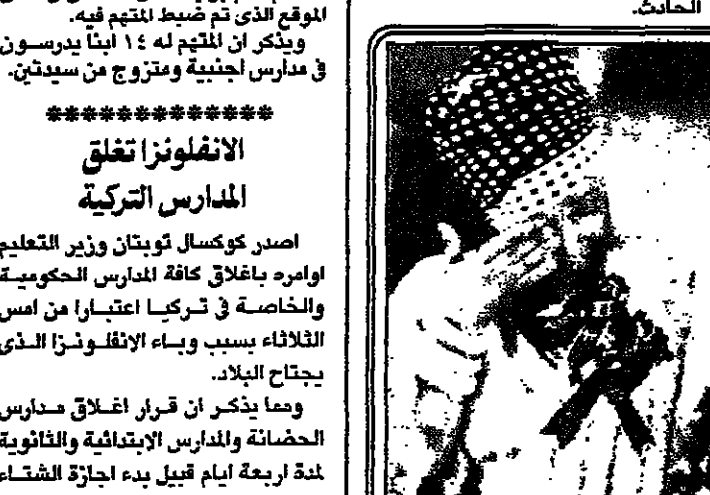 الحادث.
الموقع الذى تم ضبط المتهم فيه.
ويذكر ان المتهم له ١٤ ابنا يدرسون
فى مدارس اجنبية ومتزوج من سيدتين.
*************
الانفلونزا تغلق
المدارس التركية
اصدر كوكسال توبتان وزير التعليم
اوامره باغلاق كافة المدارس الحكومية
والخاصة فى تركيا اعتبارا من امس
الثلاثاء بسبب وباء الانفلونزا الذى
يجتاح البلاد.
ومما يذكر ان قرار اغلاق مدارس
الحضانة والمدارس الابتدائية والثانوية
لمدة اربعة ايام قبيل بدء اجازة الشتاء